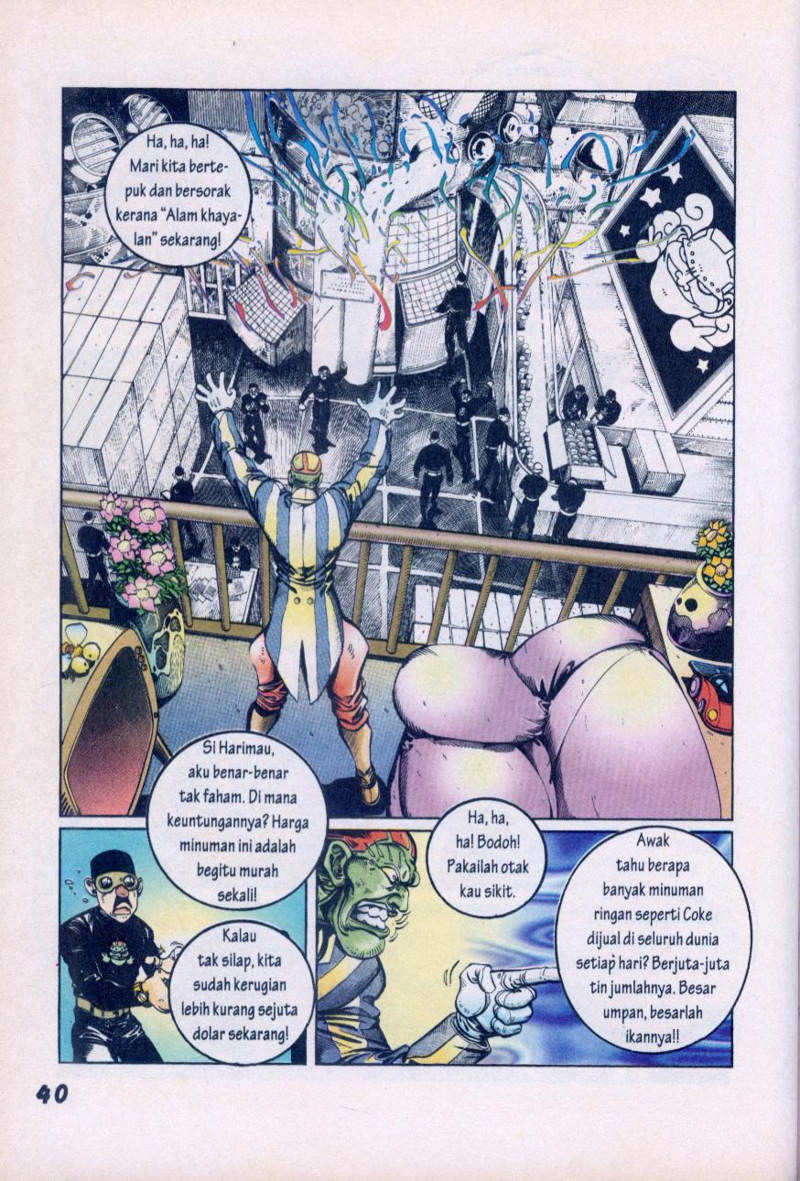 Ha, ha, ha!
Mari kita berte-
puk dan bersorak
kerana "Alam khaya-
lan" sekarang!
Si Harimau,
aku benar-benar
tak faham. Di mana
keuntungannya? Harga
minuman ini adalah
begitu murah
sekali!
Kalau
tak silap, kita
sudah kerugian
lebih kurang sejuta
dolar sekarang!
Ha, ha,
ha! Bodoh!
Pakailah otak
kau sikit.
Awak
tahu berapa
banyak minuman
ringan seperti Coke
dijual di seluruh dunia
setiap hari? Berjuta-juta
tin jumlahnya. Besar
umpan, besarlah
ikannya!!
40